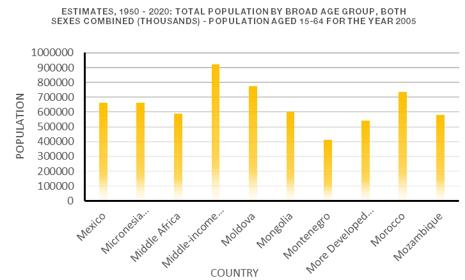 ESTIMATES, 1950 - 2020: TOTAL POPULATION BY BROAD AGE GROUP, BOTH
SEXES COMBINED (THOUSANDS) - POPULATION AGED 15-64 FOR THE YEAR 2005
1000000
900000
800000
700000
600000
500000
400000
300000
200000
100000
0
POPULATION
Mexico
Micronesia...
Middle Africa
Middle-income...
Moldova
Mongolia
Montenegro
More Developed...
Morocco
Mozambique
COUNTRY